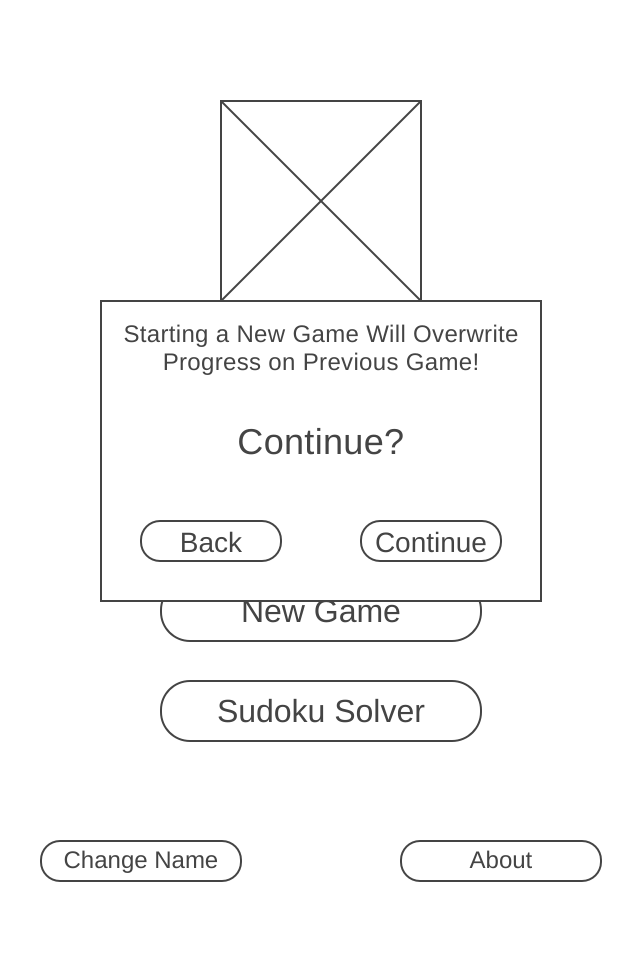 Starting a New Game Will Overwrite
Progress on Previous Game!
Continue?
Back
Continue
New Game
Sudoku Solver
Change Name
About